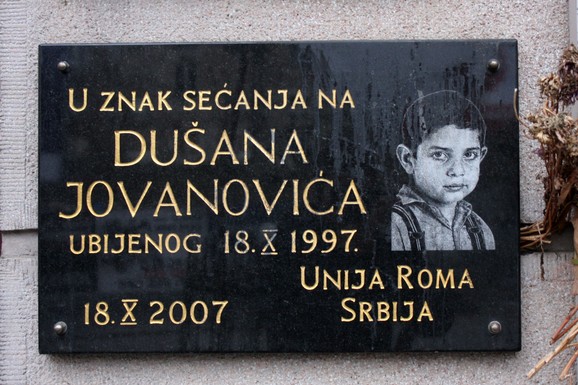 U ZNAK SEĆANJA NA
DUŠANA
JOVANOVIĆA
UBIJENOG 18.X 1997.
UNIJA ROMA
SRBIJA
18.X 2007